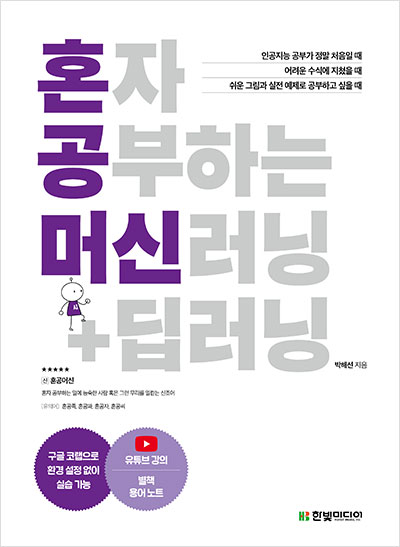 인공지능 공부가 정말 처음일 때
어려운 수식에 지쳤을 때
쉬운 그림과 실전 예제로 공부하고 싶을 때
혼자
공부하는
머신러닝
+딥러닝
박해선 지음
★★★★★
신 혼공머신
혼자 공부하는 일에 능숙한 사람 혹은 그런 무리를 일컫는 신조어
[유의어] 혼공족, 혼공파, 혼공자, 혼공씨
구글 코랩으로
환경 설정 없이
실습 가능
유튜브 강의
별책
용어 노트
HB 한빛미디어
Hanbit Media, Inc.